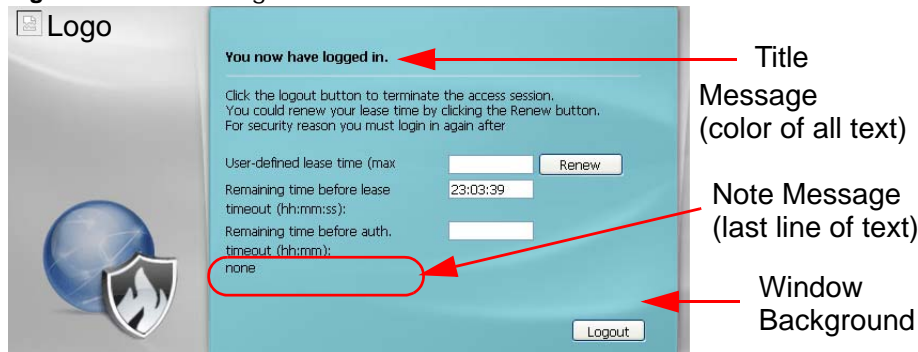 Logo
You now have logged in.
Title
Click the logout button to terminate the access session.
You could renew your lease time by clicking the Renew button.
For security reason you must login in again after
Message
(color of all text)
User-defined lease time (max
Renew
Remaining time before lease
timeout (hh:mm:ss):
23:03:39
Remaining time before auth.
timeout (hh:mm):
none
Note Message
(last line of text)
Window
Background
Logout